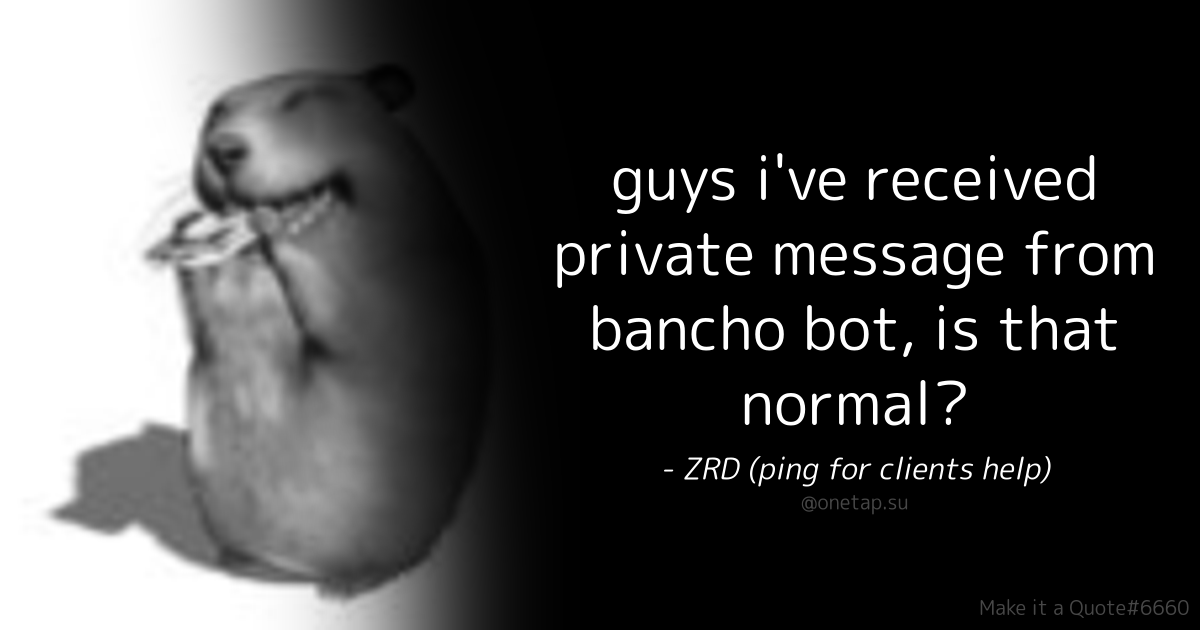 guys i've received
private message from
bancho bot, is that
normal?
- ZRD (ping for clients help)
@onetap.su
Make it a Quote#6660